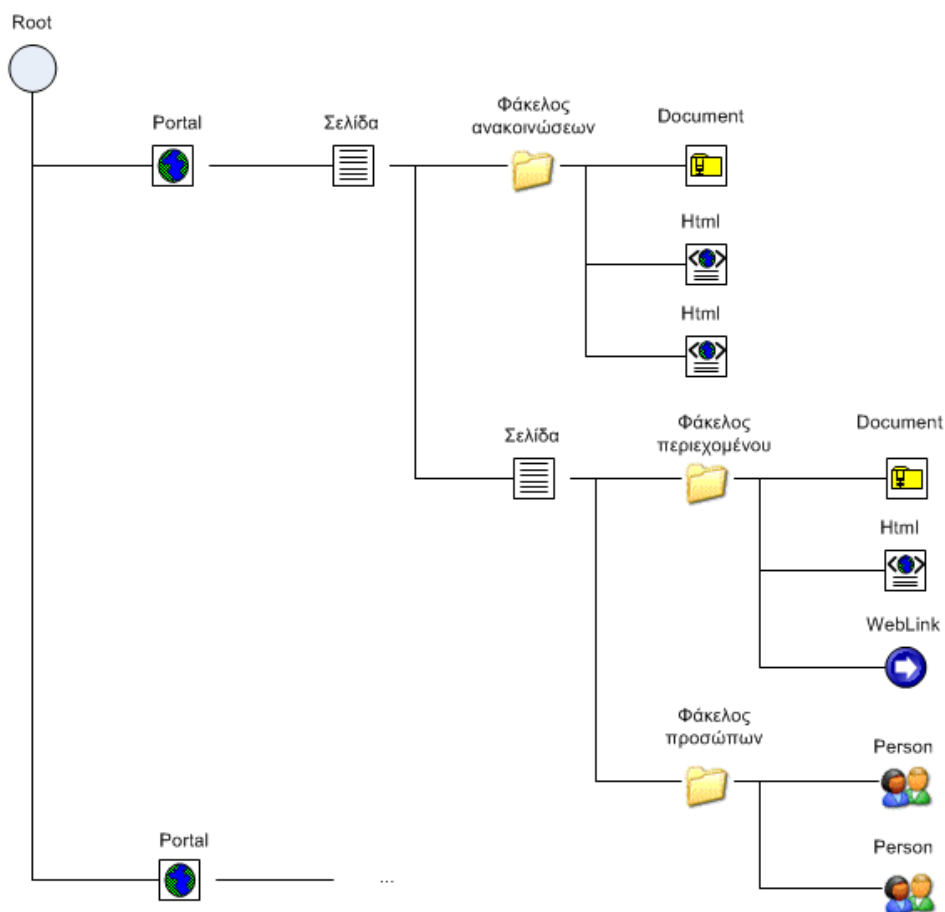 Root
Portal
Σελίδα
Φάκελος
ανακοινώσεων
Document
Html
Html
Σελίδα
Φάκελος
περιεχομένου
Document
Html
WebLink
Φάκελος
προσώπων
Person
Person
Portal
...